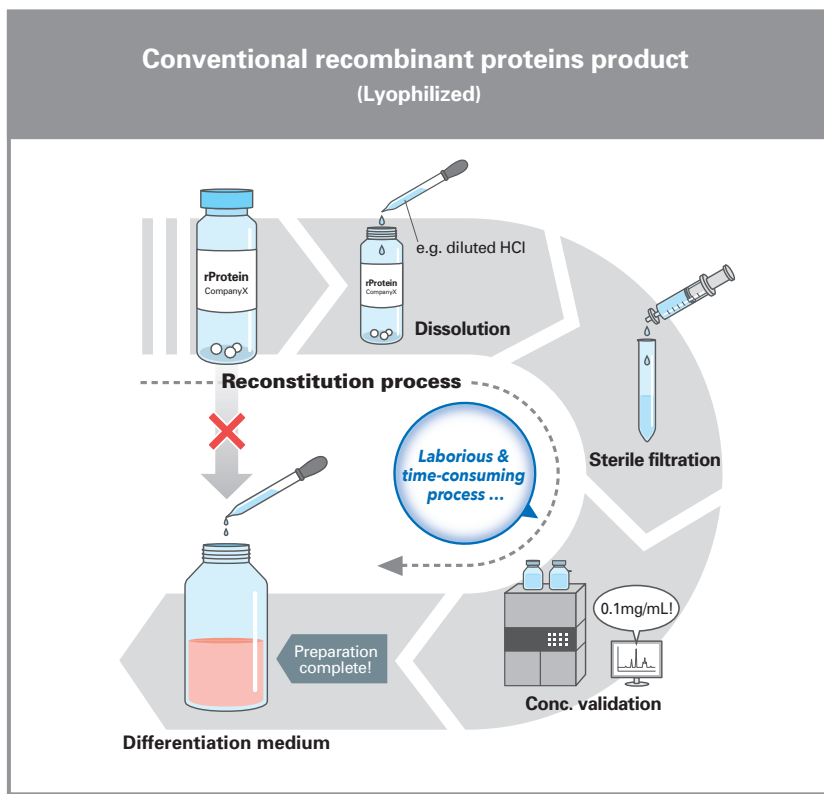 Conventional recombinant proteins product
(Lyophilized)
rProtein
CompanyX
e.g. diluted HCl
rProtein
CompanyX
Dissolution
Reconstitution process
Sterile filtration
Laborious &
time-consuming
process ...
0.1mg/mL!
Conc. validation
Preparation
complete!
Differentiation medium